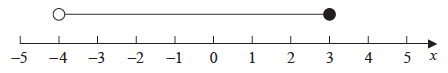 –5 –4 –3 –2 –1 0 1 2 3 4 5 x